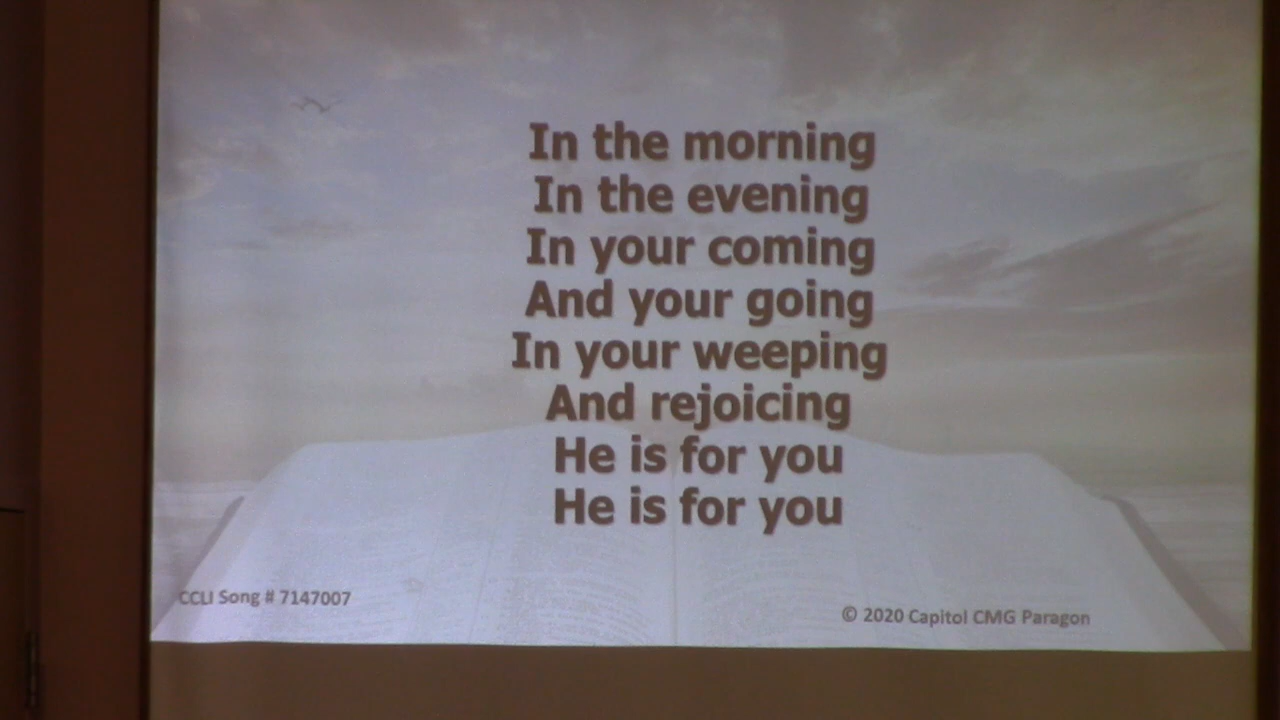 In the morning
In the evening
In your coming
And your going
In your weeping
And rejoicing
He is for you
He is for you
CCLI Song # 7147007
© 2020 Capitol CMG Paragon